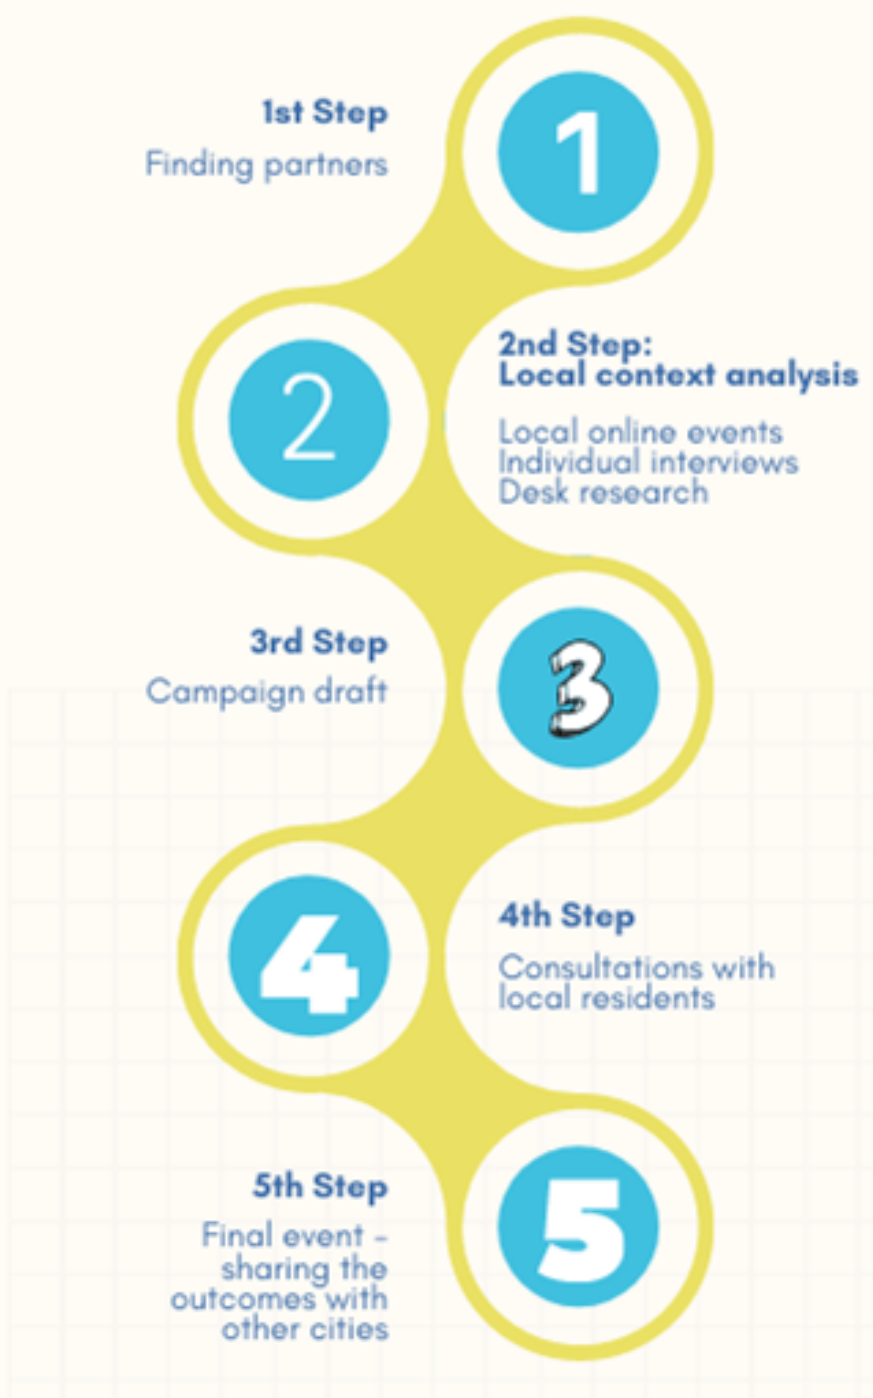 1st Step
Finding partners
1
2
2nd Step:
Local context analysis
Local online events
Individual interviews
Desk research
3rd Step
Campaign draft
3
4
4th Step
Consultations with
local residents
5th Step
Final event -
sharing the
outcomes with
other cities
5